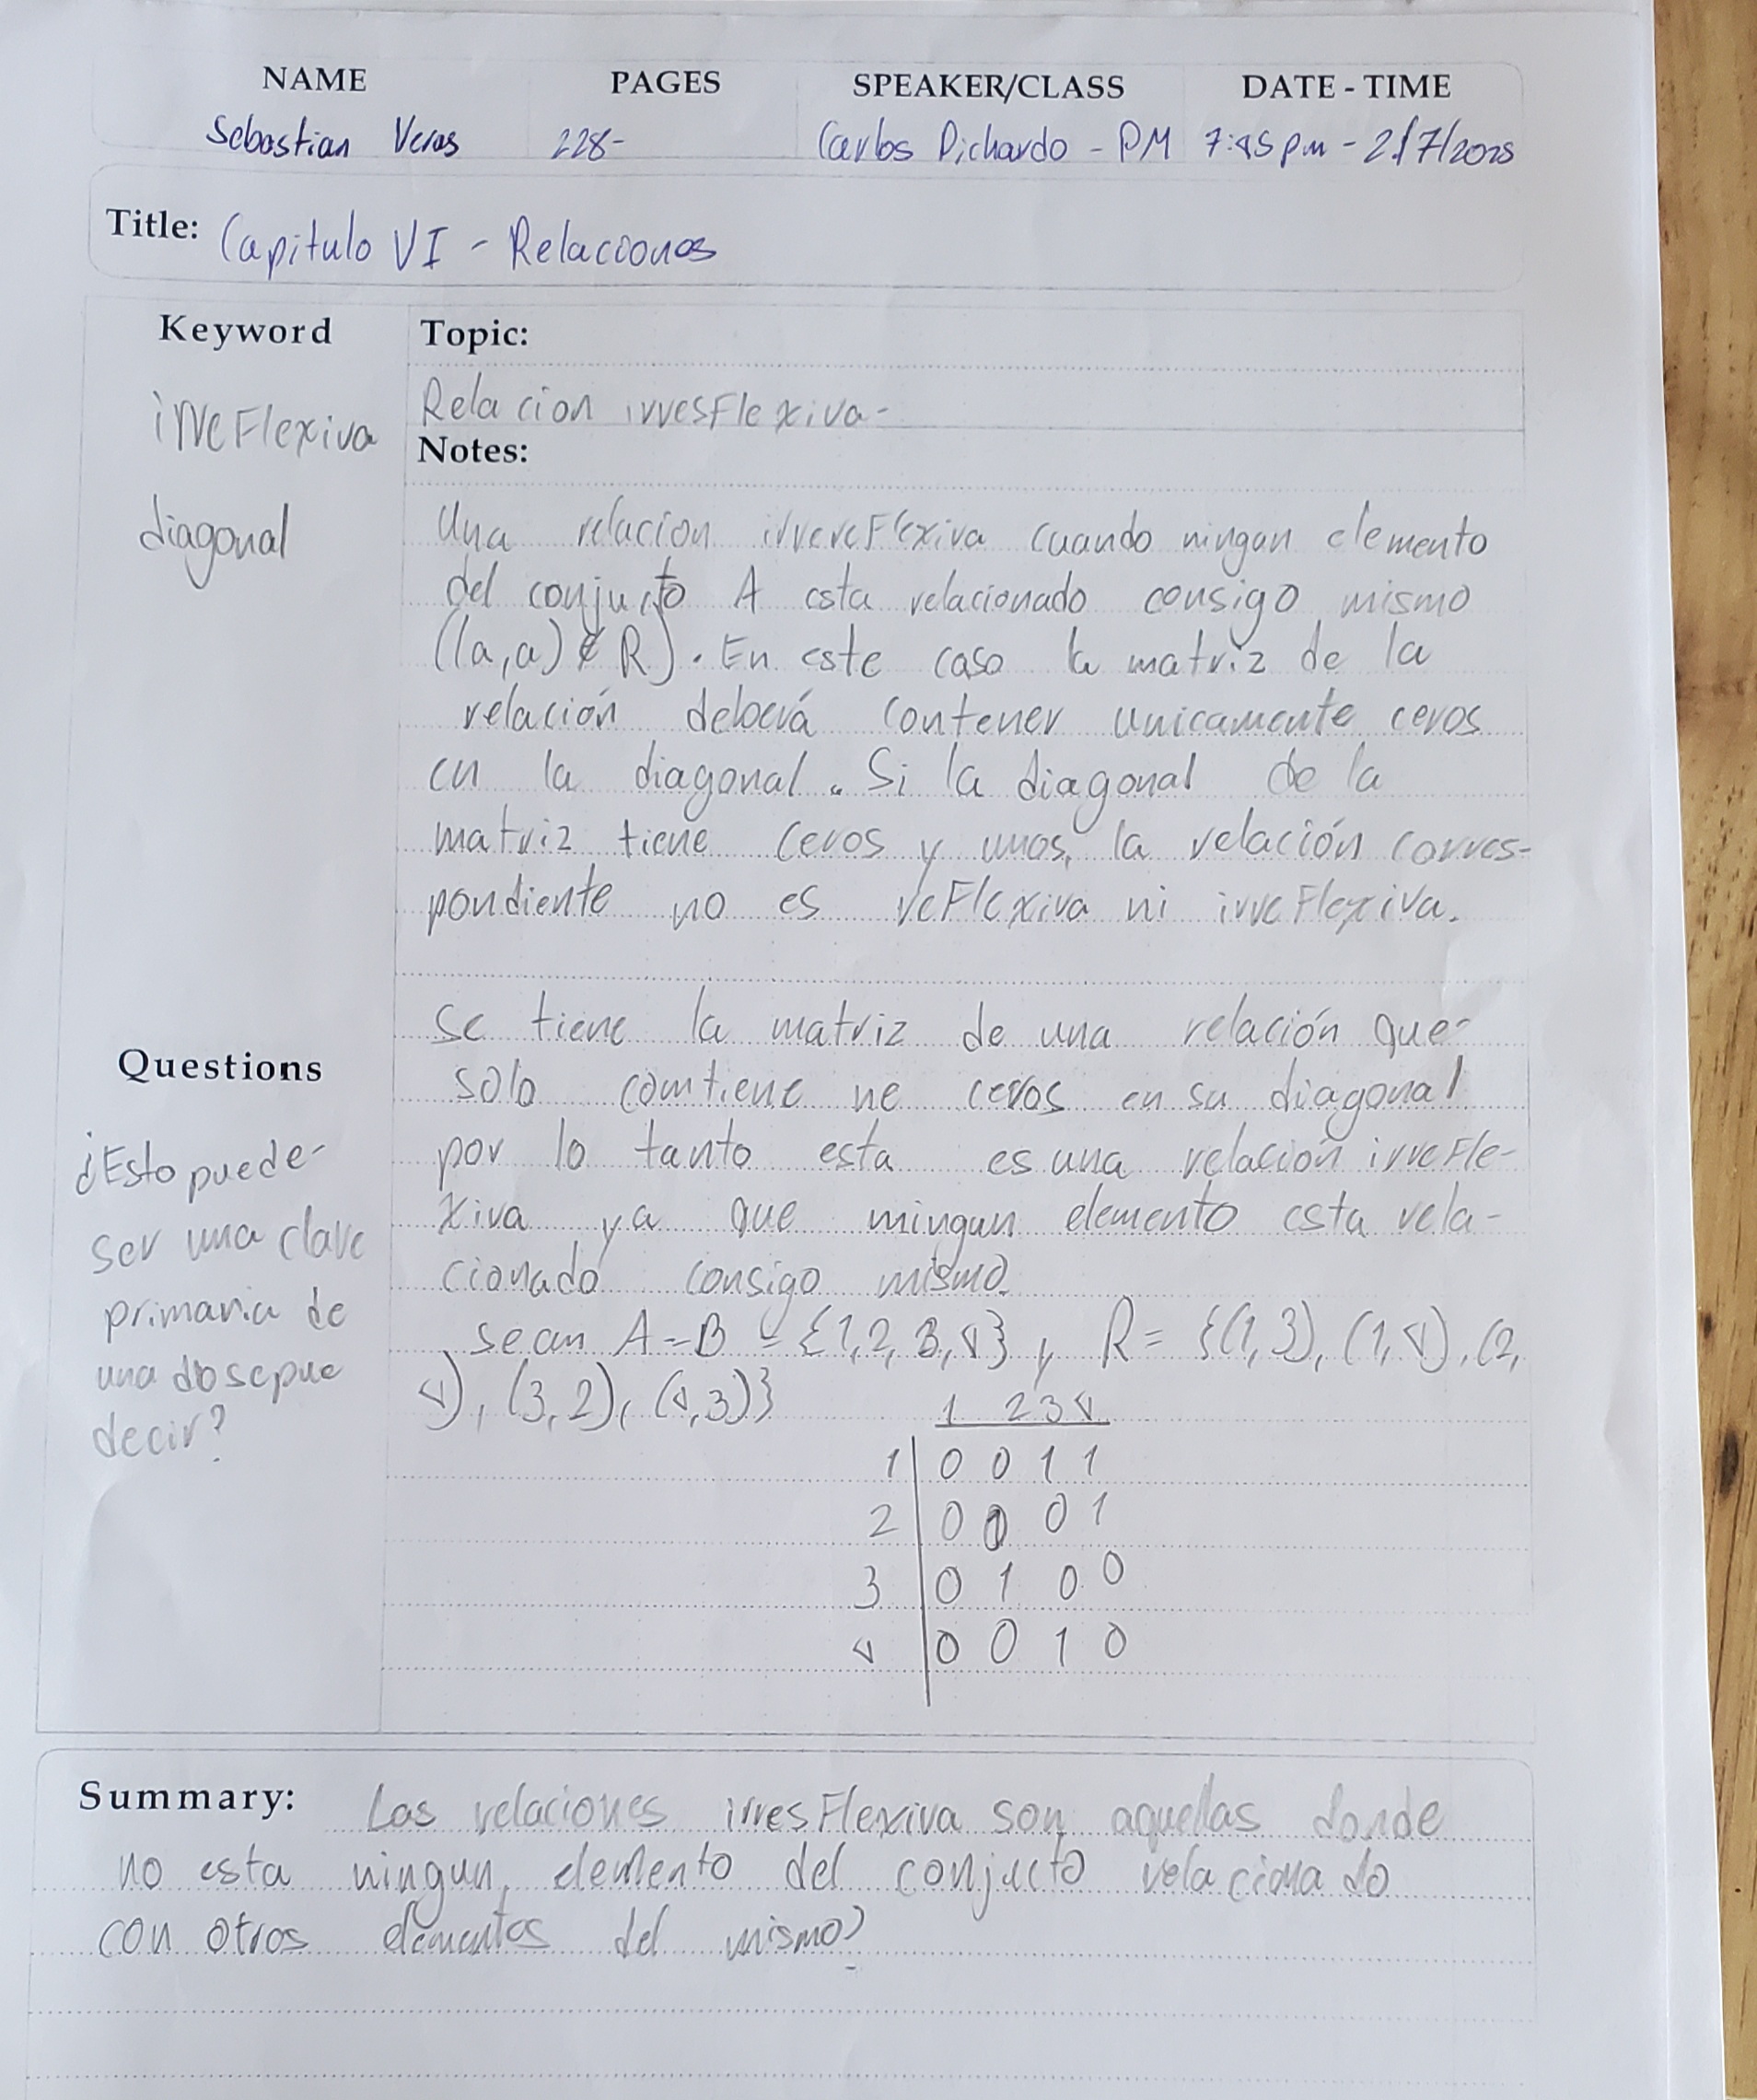 NAME PAGES SPEAKER/CLASS DATE - TIME
Sebastian Veras 228- Carlos Pichardo - PM 7:45 pm - 2/7/2025
Title: Capitulo VI - Relaciones
Keyword
irreFlexiva
diagonal
Topic:
Relacion irresFlexiva-
Notes:
Una relacion irrereFlexiva cuando ningun elemento
del conjucto A esta relacionado consigo mismo
((a,a) ∉ R). En este caso la matriz de la
relación deberá contener unicamente ceros
en la diagonal. Si la diagonal de la
matriz tiene ceros y unos, la relación corres-
pondiente no es reFlexiva ni irreFlexiva.
se tiene la matriz de una relación que-
solo comtiene ne ceros en su diagonal
por lo tanto esta es una relación irreFle-
xiva ya que mingun elemento esta rela-
cionado consigo mismo.
sean A=B = {1,2,3,4} y R= {(1,3), (1,4), (2,
4), (3,2), (4,3)}
1 2 3 4
1 0 0 1 1
2 0 0 0 1
3 0 1 0 0
4 0 0 1 0
Questions
¿Esto puede-
ser una clave
primaria de
una
decir?
Summary: Las relaciones irresFlexiva son aquellas donde
no esta ningun elemento del conjucto relacionado
con otros elementos del mismo